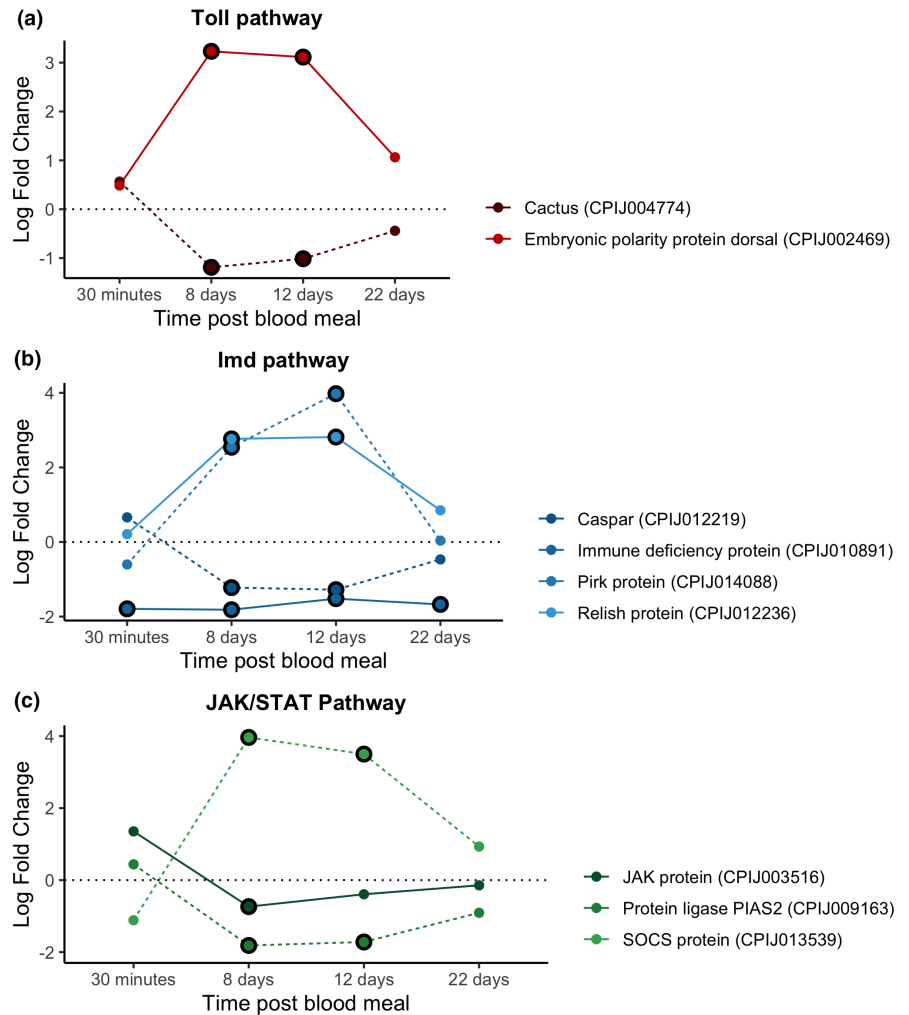 (a)
Toll pathway
Log Fold Change
3
2
1
0
-1
30 minutes 8 days 12 days 22 days
Time post blood meal
Cactus (CPIJ004774)
Embryonic polarity protein dorsal (CPIJ002469)
(b)
Imd pathway
Log Fold Change
4
2
0
-2
30 minutes 8 days 12 days 22 days
Time post blood meal
Caspar (CPIJ012219)
Immune deficiency protein (CPIJ010891)
Pirk protein (CPIJ014088)
Relish protein (CPIJ012236)
(c)
JAK/STAT Pathway
Log Fold Change
4
2
0
-2
30 minutes 8 days 12 days 22 days
Time post blood meal
JAK protein (CPIJ003516)
Protein ligase PIAS2 (CPIJ009163)
SOCS protein (CPIJ013539)